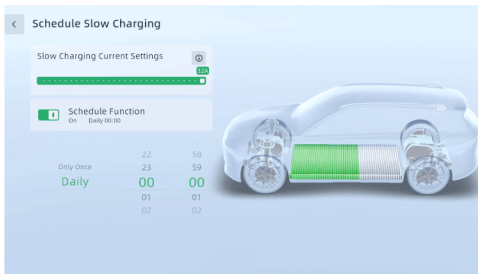 Schedule Slow Charging
Slow Charging Current Settings
32A
Schedule Function
On Daily 00:00
22 58
Only Once 23 59
Daily 00 00
01 01
02 02